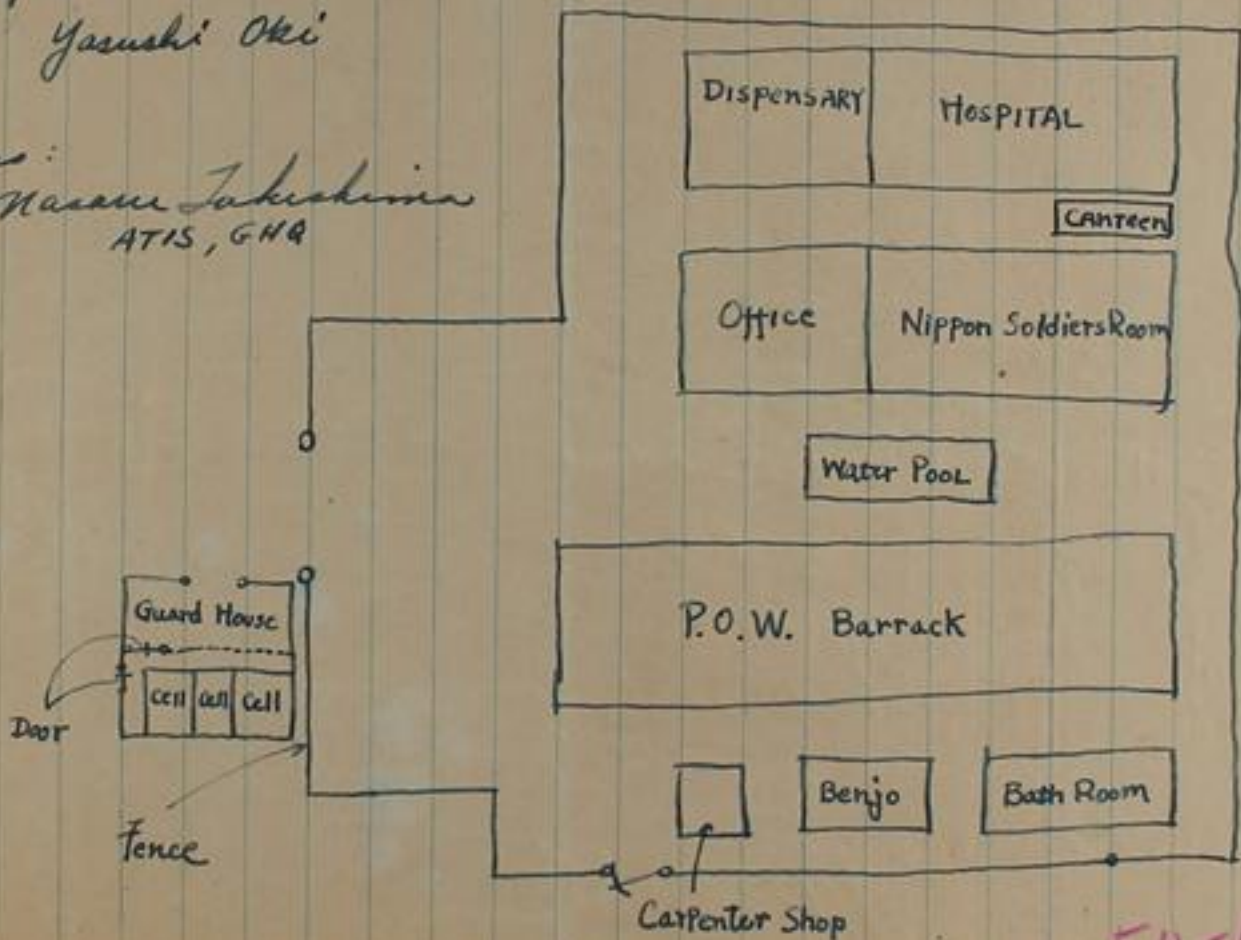 Yasushi Oki
Takeshima
ATIS, GHQ
Dispensary
Hospital
Canteen
Office
Nippon Soldiers Room
Water Pool
Guard House
P.O.W. Barrack
Cell
Cell
Cell
Door
Benjo
Bath Room
Fence
Carpenter Shop